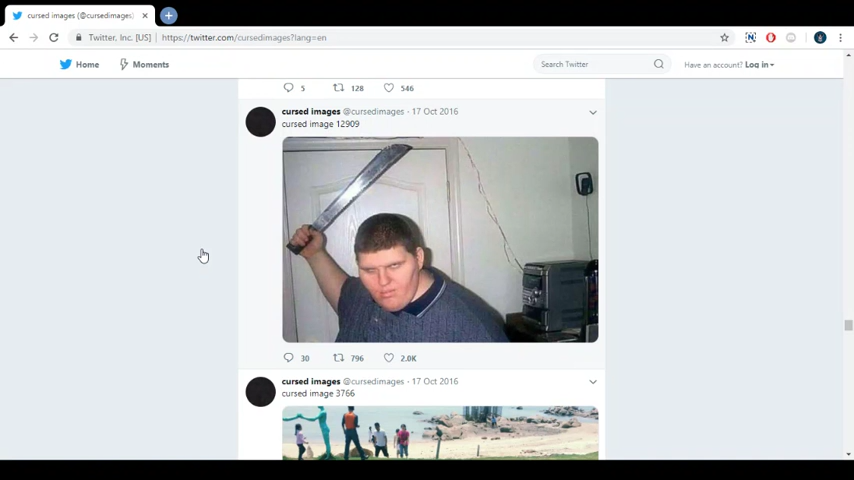 cursed images (@cursedimages)
Twitter, Inc. [US]
https://twitter.com/cursedimages?lang=en
Home
Moments
Search Twitter
Have an account? Log in
5
128
546
cursed images @cursedimages · 17 Oct 2016
cursed image 12909
30
796
2.0K
cursed images @cursedimages · 17 Oct 2016
cursed image 3766